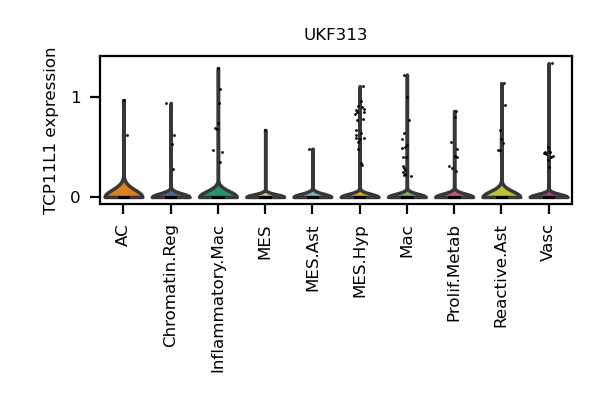 UKF313
TCP11L1 expression
1
0
AC
Chromatin.Reg
Inflammatory.Mac
MES
MES.Ast
MES.Hyp
Mac
Prolif.Metab
Reactive.Ast
Vasc